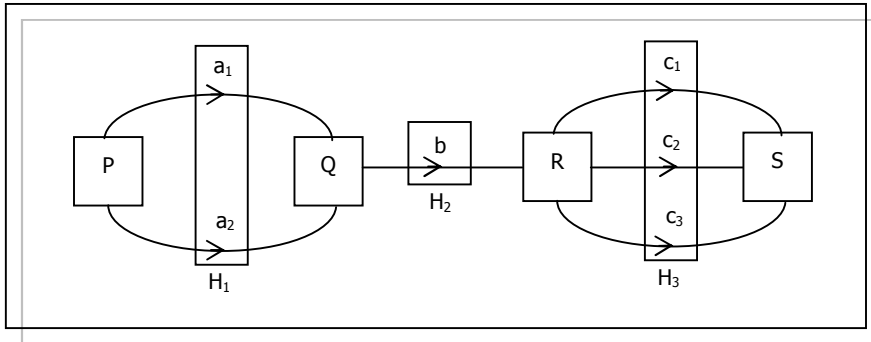 a₁ c₁
P Q b R c₂ S
H₂
a₂ c₃
H₁ H₃